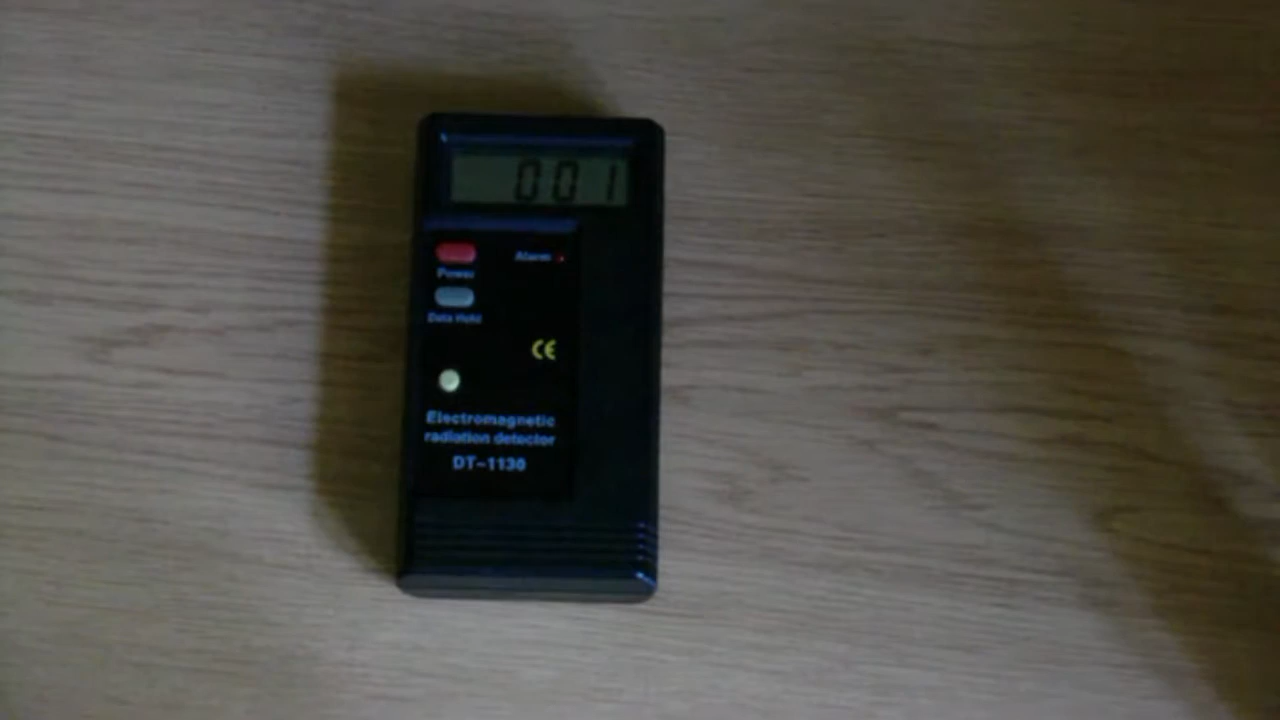 001
Alarm
Power
Data Hold
CE
Electromagnetic
radiation detector
DT-1130